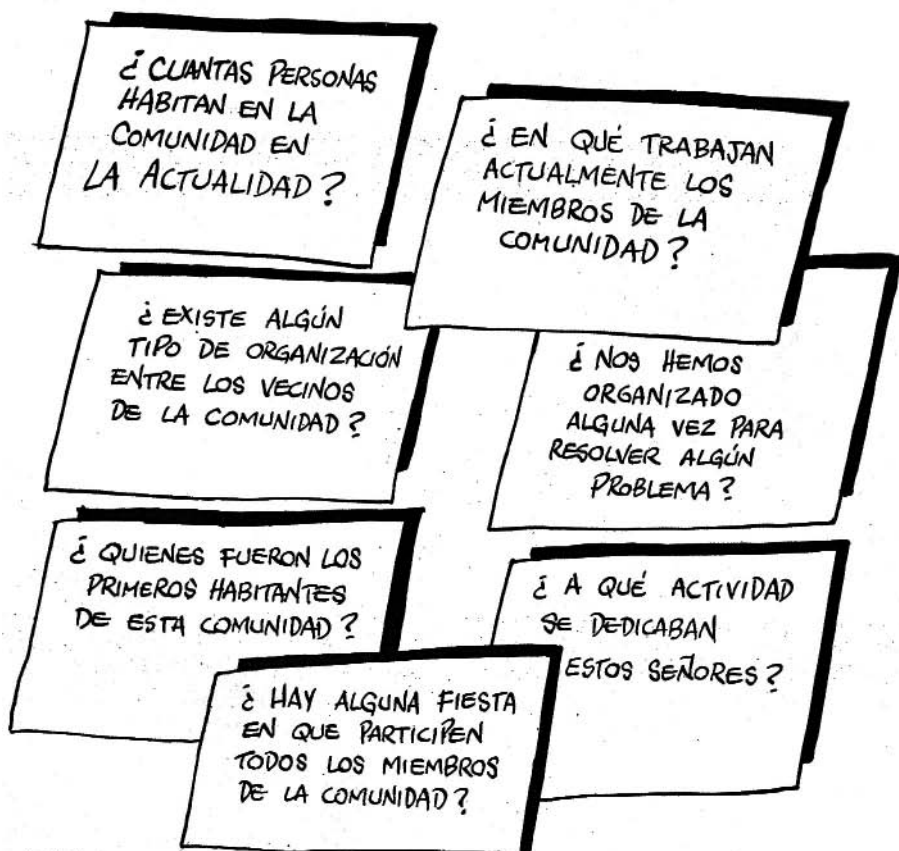 ¿CUANTAS PERSONAS
HABITAN EN LA
COMUNIDAD EN
LA ACTUALIDAD?
¿EN QUÉ TRABAJAN
ACTUALMENTE LOS
MIEMBROS DE LA
COMUNIDAD?
¿EXISTE ALGÚN
TIPO DE ORGANIZACIÓN
ENTRE LOS VECINOS
DE LA COMUNIDAD?
¿NOS HEMOS
ORGANIZADO
ALGUNA VEZ PARA
RESOLVER ALGÚN
PROBLEMA?
¿QUIENES FUERON LOS
PRIMEROS HABITANTES
DE ESTA COMUNIDAD?
¿A QUÉ ACTIVIDAD
SE DEDICABAN
ESTOS SEÑORES?
¿HAY ALGUNA FIESTA
EN QUE PARTICIPEN
TODOS LOS MIEMBROS
DE LA COMUNIDAD?